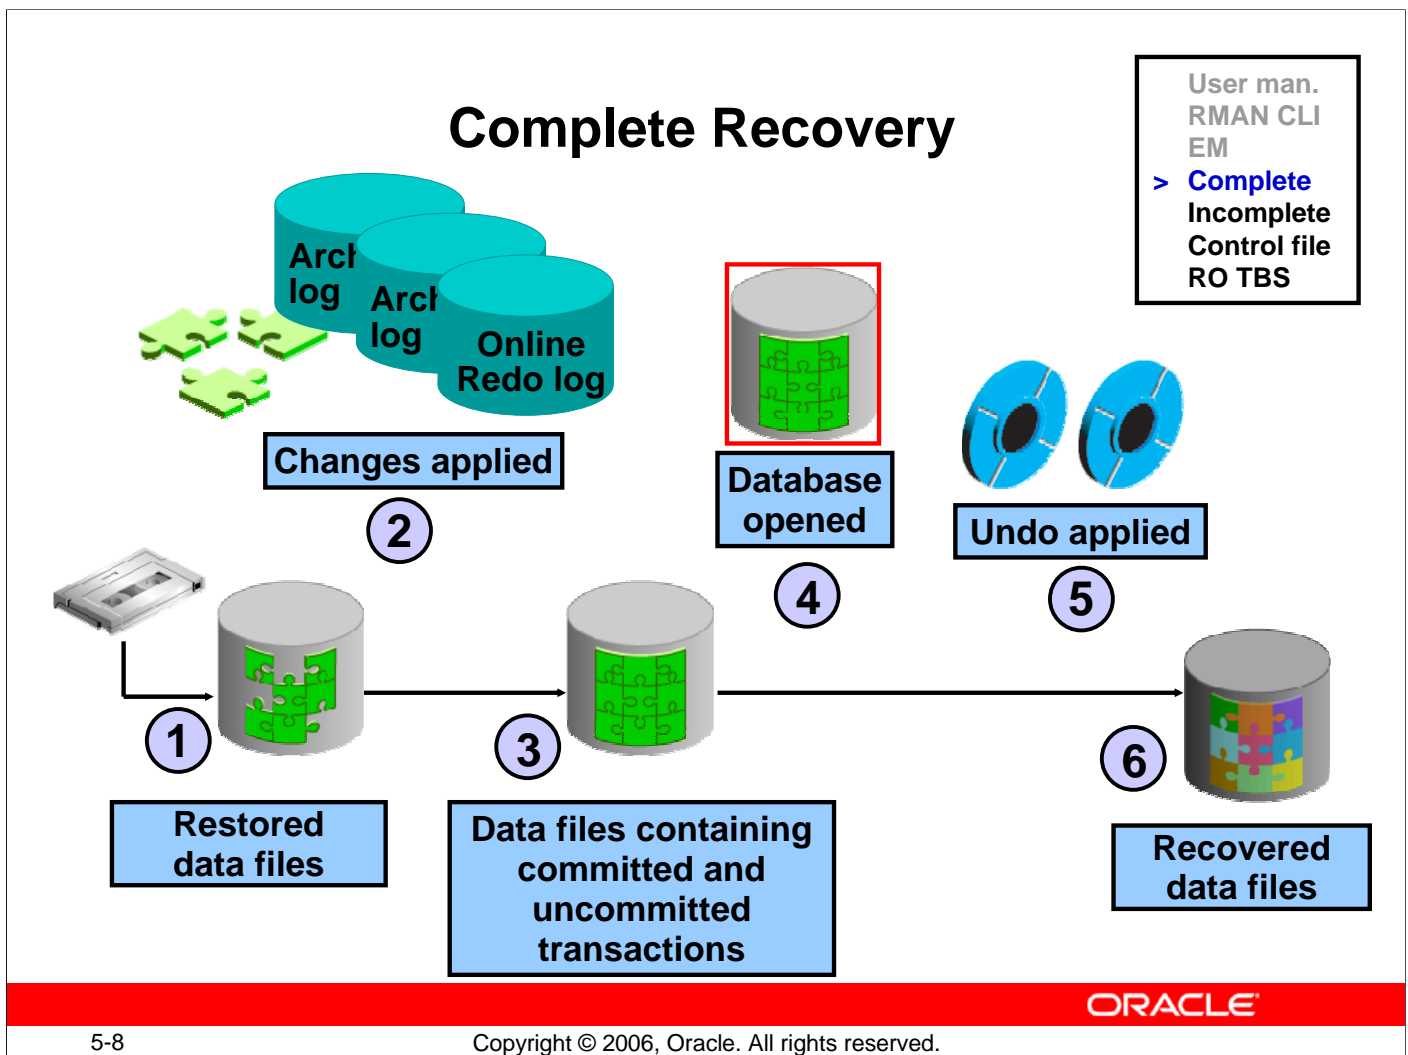 Complete Recovery
User man.
RMAN CLI
EM
> Complete
Incomplete
Control file
RO TBS
Arch
log
Arch
log
Online
Redo log
Changes applied
2
Database
opened
4
Undo applied
5
1
Restored
data files
3
Data files containing
committed and
uncommitted
transactions
6
Recovered
data files
ORACLE
5-8
Copyright © 2006, Oracle. All rights reserved.